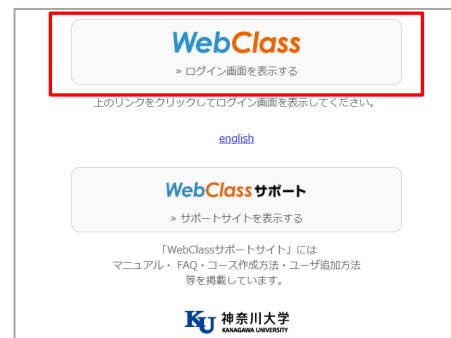 WebClass
» ログイン画面を表示する
上のリンクをクリックしてログイン画面を表示してください。
english
WebClassサポート
» サポートサイトを表示する
「WebClassサポートサイト」には
マニュアル・ FAQ・コース作成方法・ユーザ追加方法
等を掲載しています。
KU 神奈川大学
KANAGAWA UNIVERSITY